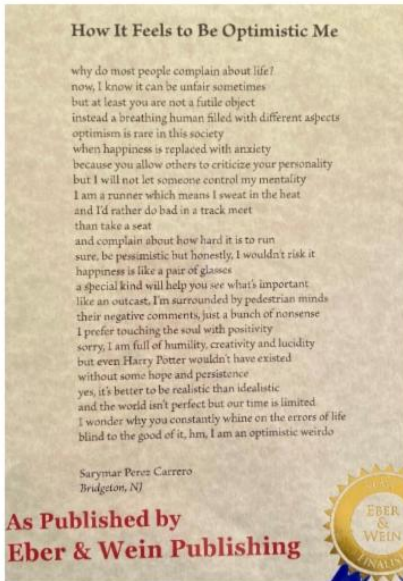 How It Feels to Be Optimistic Me
why do most people complain about life?
now, I know it can be unfair sometimes
but at least you are not a futile object
instead a breathing human filled with different aspects
optimism is rare in this society
when happiness is replaced with anxiety
because you allow others to criticize your personality
but I will not let someone control my mentality
I am a runner which means I sweat in the heat
and I'd rather do bad in a track meet
than take a seat
and complain about how hard it is to run
sure, be pessimistic but honestly, I wouldn't risk it
happiness is like a pair of glasses
a special kind will help you see what's important
like an outcast, I'm surrounded by pedestrian minds
their negative comments, just a bunch of nonsense
I prefer touching the soul with positivity
sorry, I am full of humility, creativity and lucidity
but even Harry Potter wouldn't have existed
without some hope and persistence
yes, it's better to be realistic than idealistic
and the world isn't perfect but our time is limited
I wonder why you constantly whine on the errors of life
blind to the good of it, hm, I am an optimistic weirdo
Sarymar Perez Carrero
Bridgeton, NJ
As Published by
Eber & Wein Publishing
EBER
&
WEIN
FINALIST